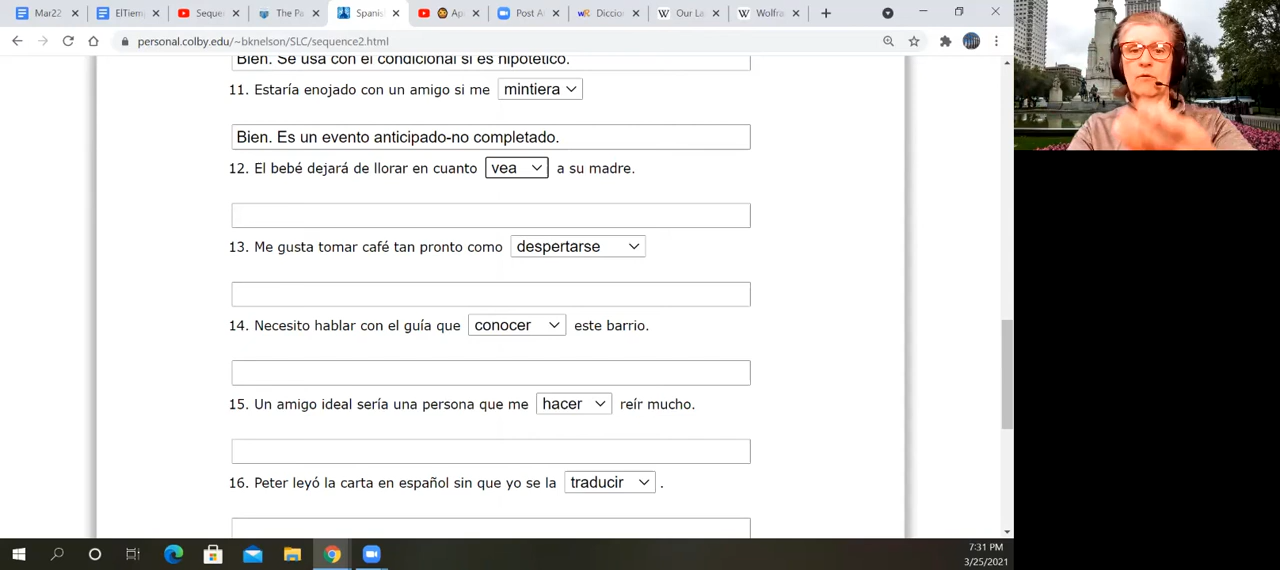 Mar22
ElTiem
Seque
The Pa
Spanis
Ap
Post A
Diccio
Our La
Wolfra
personal.colby.edu/~bknelson/SLC/sequence2.html
Bien. Se usa con el condicional si es hipotético.
11. Estaría enojado con un amigo si me mintiera
Bien. Es un evento anticipado-no completado.
12. El bebé dejará de llorar en cuanto vea a su madre.
13. Me gusta tomar café tan pronto como despertarse
14. Necesito hablar con el guía que conocer este barrio.
15. Un amigo ideal sería una persona que me hacer reír mucho.
16. Peter leyó la carta en español sin que yo se la traducir .
7:31 PM
3/25/2021